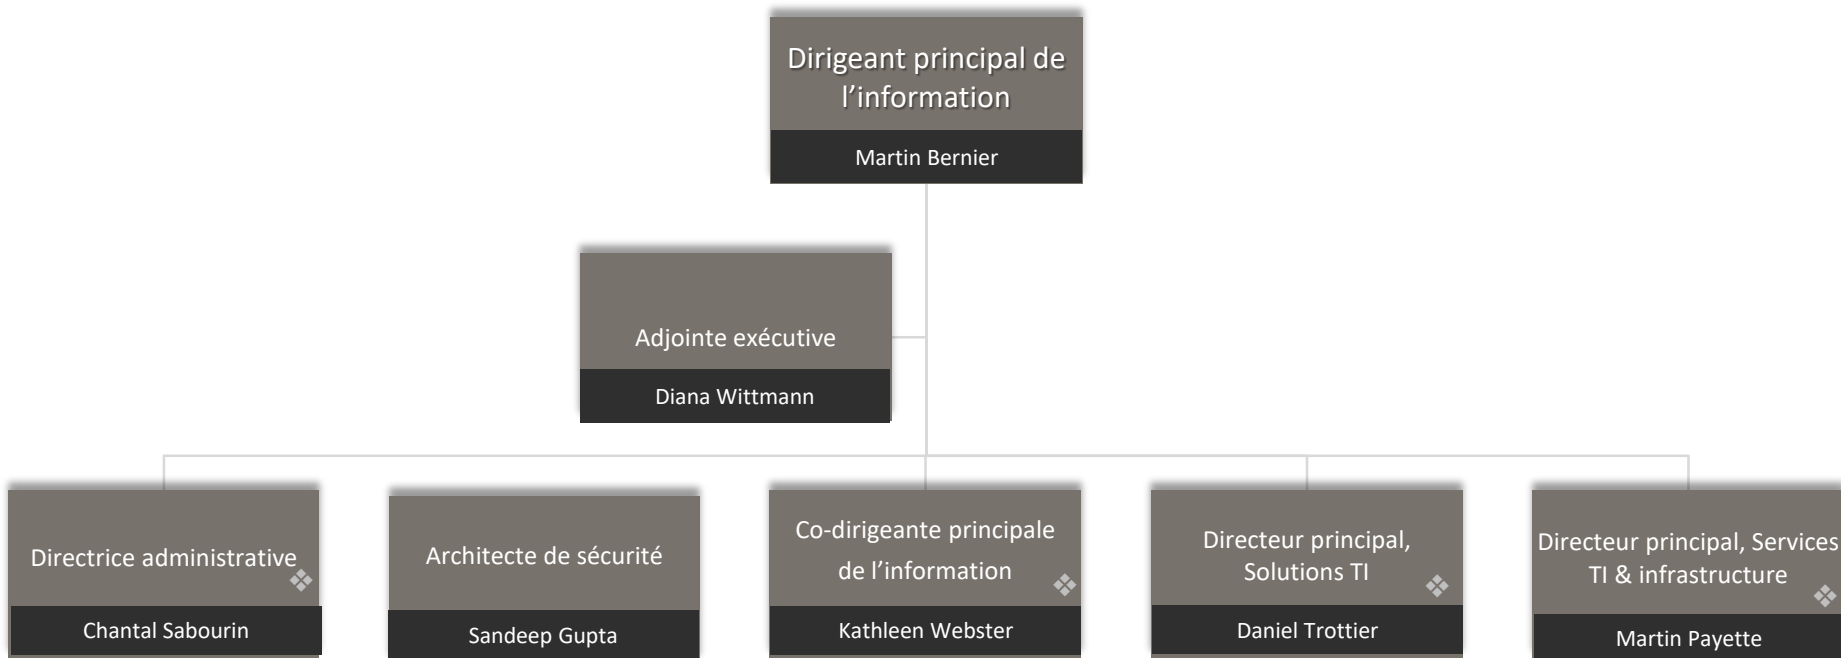 Dirigeant principal de
l’information
Martin Bernier
Adjointe exécutive
Diana Wittmann
Directrice administrative
Chantal Sabourin
Architecte de sécurité
Sandeep Gupta
Co-dirigeante principale
de l’information
Kathleen Webster
Directeur principal,
Solutions TI
Daniel Trottier
Directeur principal, Services
TI & infrastructure
Martin Payette